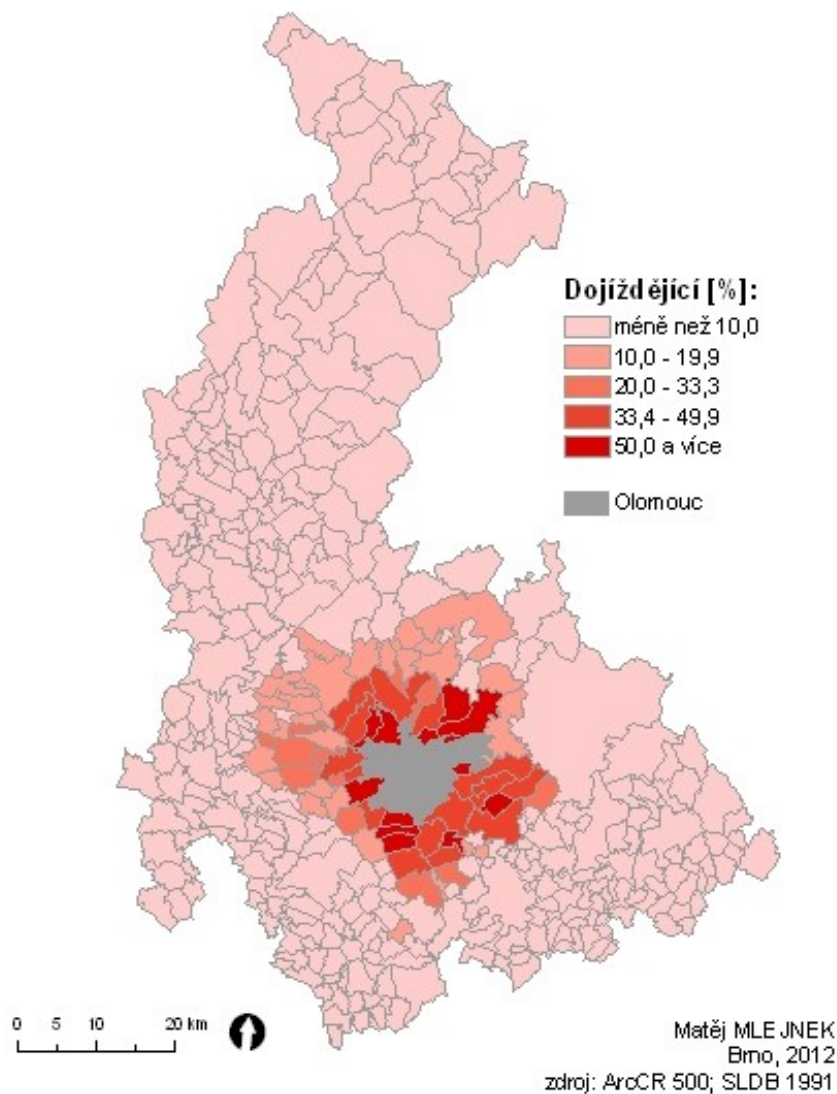 Dojíždějící [%]:
méně než 10,0
10,0 - 19,9
20,0 - 33,3
33,4 - 49,9
50,0 a více
Olomouc
0 5 10 20 km
Matěj MLEJNEK
Brno, 2012
zdroj: ArcCR 500; SLDB 1991